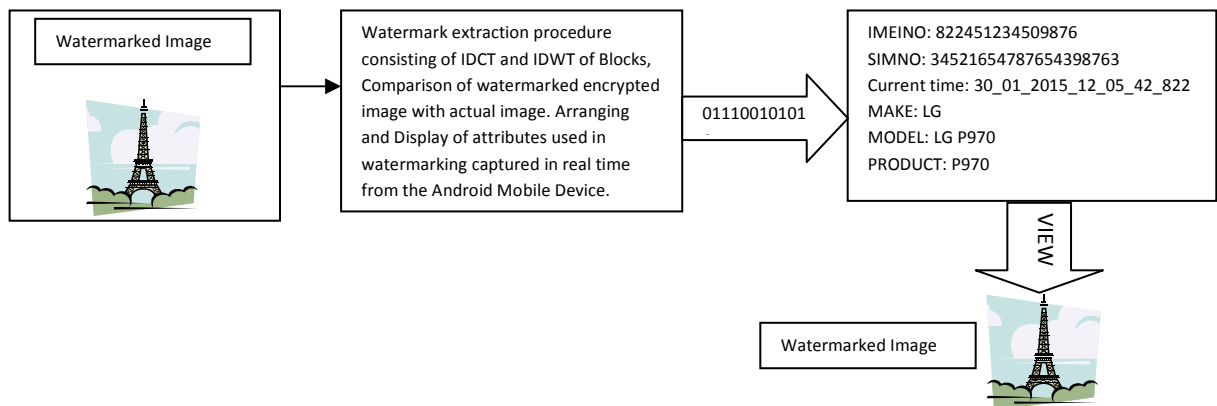 Watermarked Image
Watermark extraction procedure
consisting of IDCT and IDWT of Blocks,
Comparison of watermarked encrypted
image with actual image. Arranging
and Display of attributes used in
watermarking captured in real time
from the Android Mobile Device.
01110010101
IMEINO: 822451234509876
SIMNO: 34521654787654398763
Current time: 30_01_2015_12_05_42_822
MAKE: LG
MODEL: LG P970
PRODUCT: P970
VIEW
Watermarked Image